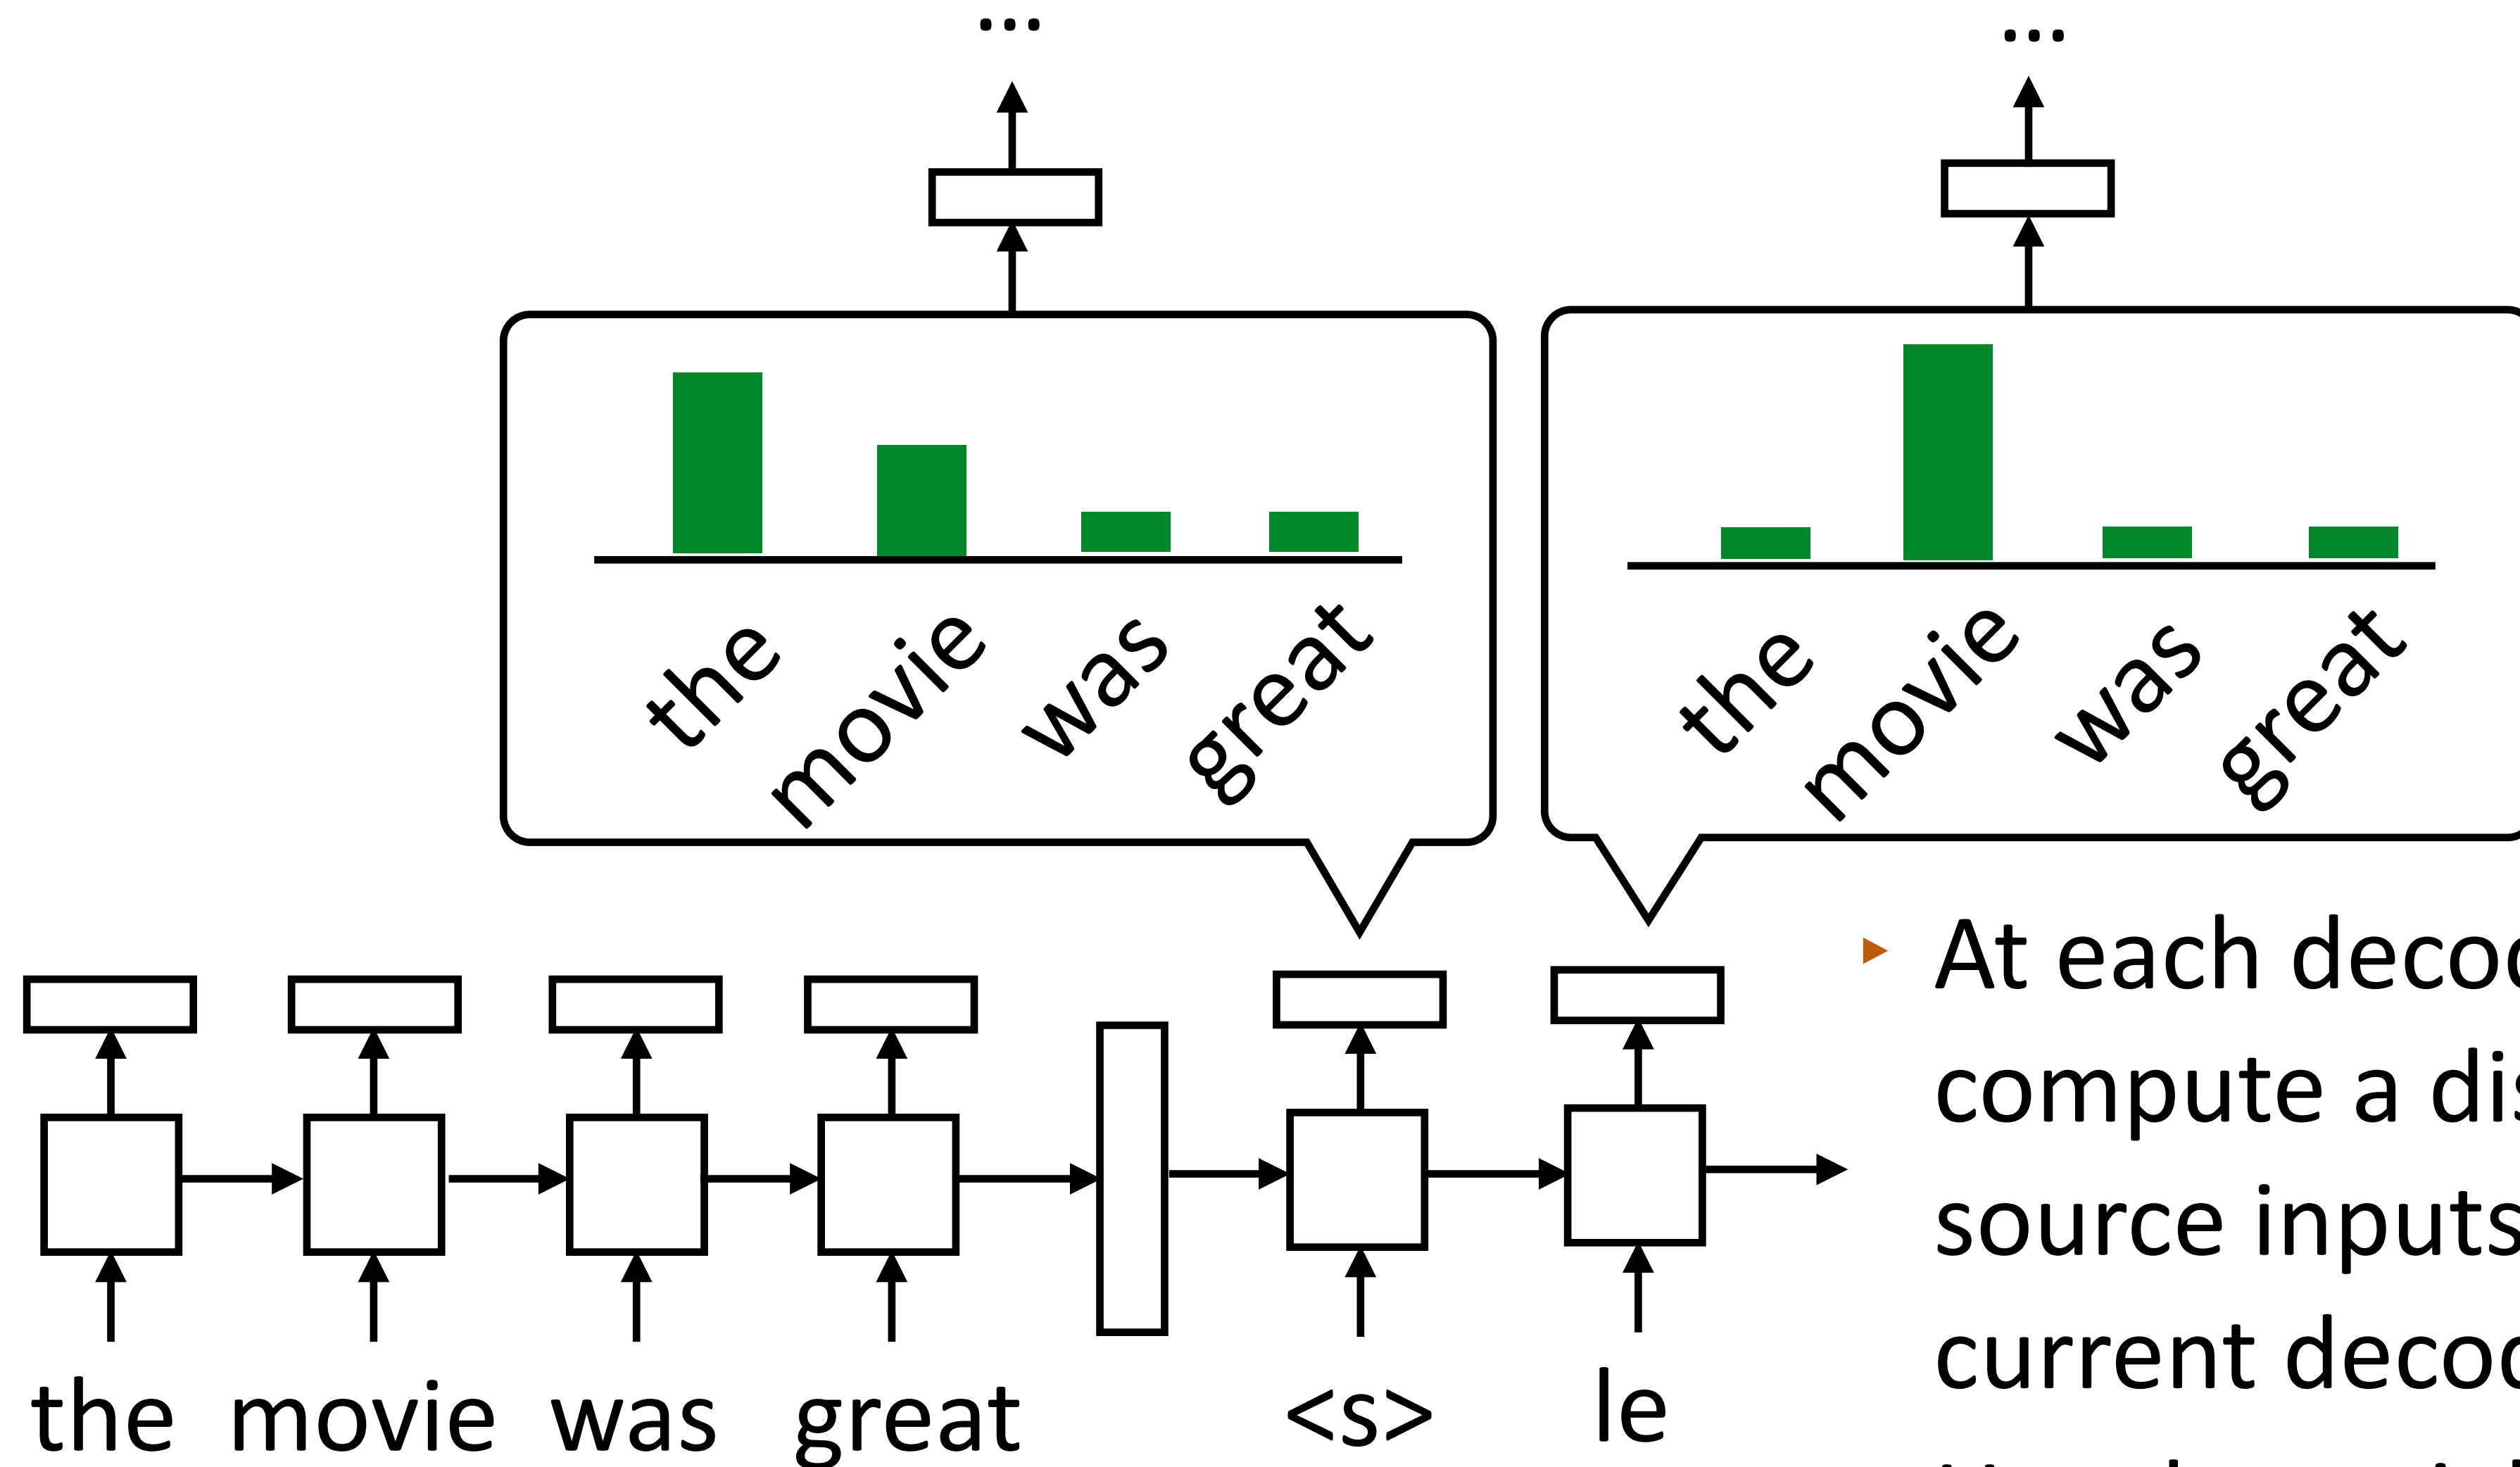 ...
...
the movie was great
the movie was great
At each decod
compute a dis
source inputs
current decod
the movie was great <s> le